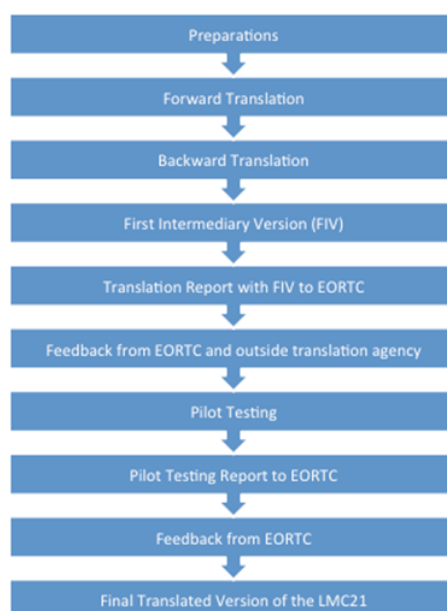 Preparations
Forward Translation
Backward Translation
First Intermediary Version (FIV)
Translation Report with FIV to EORTC
Feedback from EORTC and outside translation agency
Pilot Testing
Pilot Testing Report to EORTC
Feedback from EORTC
Final Translated Version of the LMC21